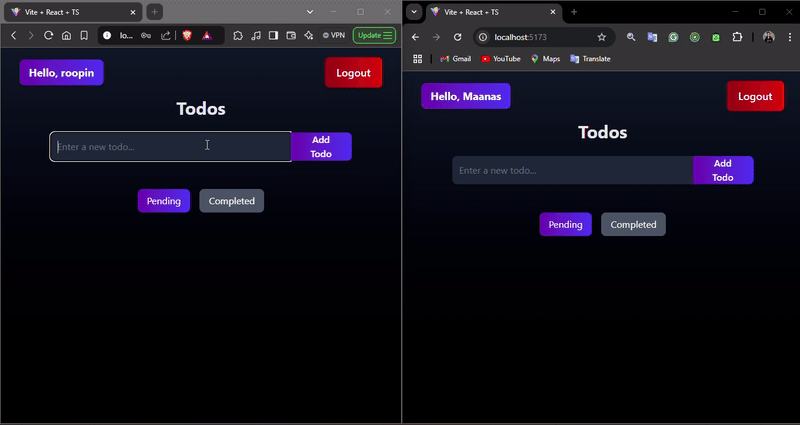 Vite + React + TS
lo...
VPN
Update
Hello, roopin
Logout
Todos
Enter a new todo...
Add
Todo
Pending
Completed
Vite + React + TS
localhost:5173
Gmail
YouTube
Maps
Translate
Hello, Maanas
Logout
Todos
Enter a new todo...
Add
Todo
Pending
Completed